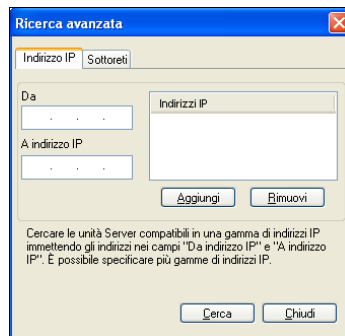 Ricerca avanzata
Indirizzo IP Sottoreti
Da
Indirizzi IP
. . .
A indirizzo IP
. . .
Aggiungi Rimuovi
Cercare le unità Server compatibili in una gamma di indirizzi IP
immettendo gli indirizzi nei campi "Da indirizzo IP" e "A indirizzo
IP". È possibile specificare più gamme di indirizzi IP.
Cerca Chiudi